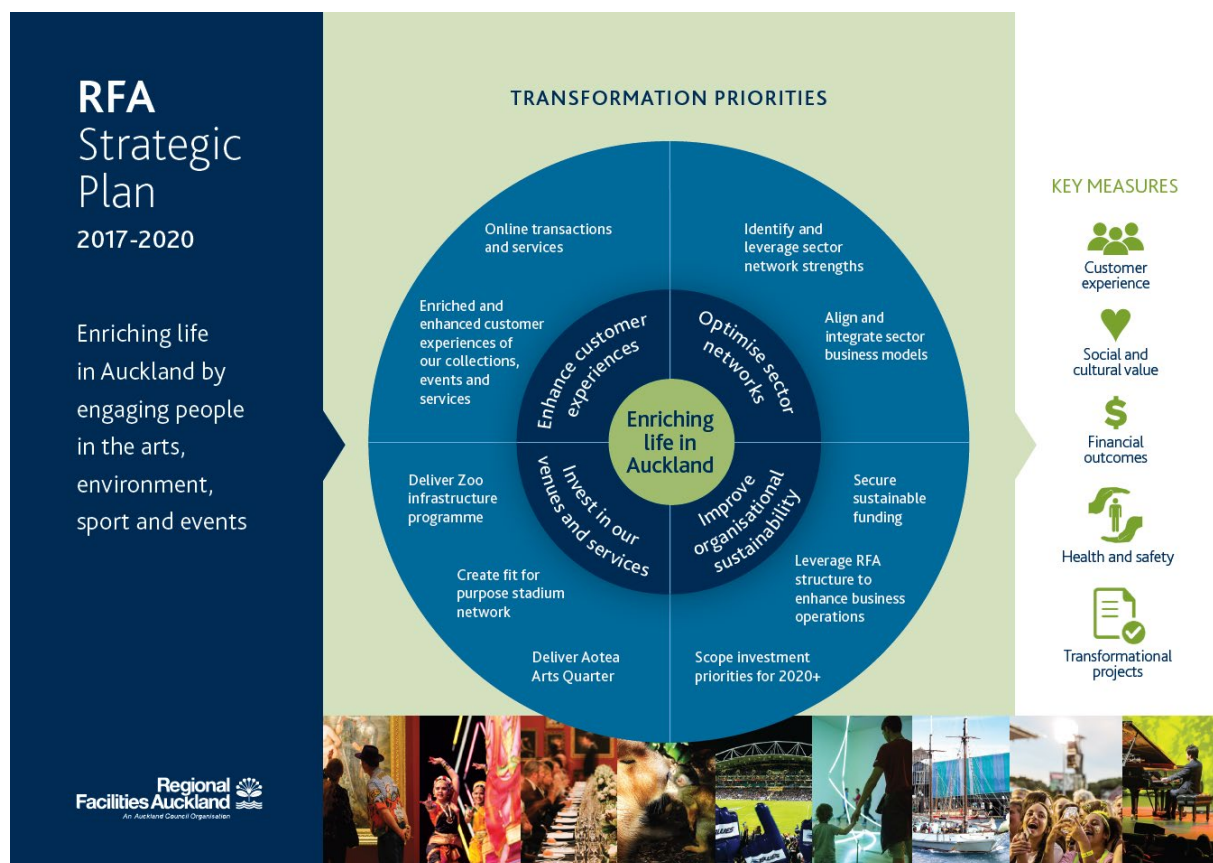 RFA
Strategic
Plan
2017-2020
Enriching life
in Auckland by
engaging people
in the arts,
environment,
sport and events
Regional
Facilities Auckland
An Auckland Council Organisation
TRANSFORMATION PRIORITIES
Online transactions
and services
Enriched and
enhanced customer
experiences of
our collections,
events and
services
Enhance customer
experiences
Identify and
leverage sector
network strengths
Align and
integrate sector
business models
Optimise sector
networks
Enriching
life in
Auckland
Deliver Zoo
infrastructure
programme
Create fit for
purpose stadium
network
Deliver Aotea
Arts Quarter
Invest in our
venues and services
Improve
organisational
sustainability
Secure
sustainable
funding
Leverage RFA
structure to
enhance business
operations
Scope investment
priorities for 2020+
KEY MEASURES
Customer
experience
Social and
cultural value
$
Financial
outcomes
Health and safety
Transformational
projects